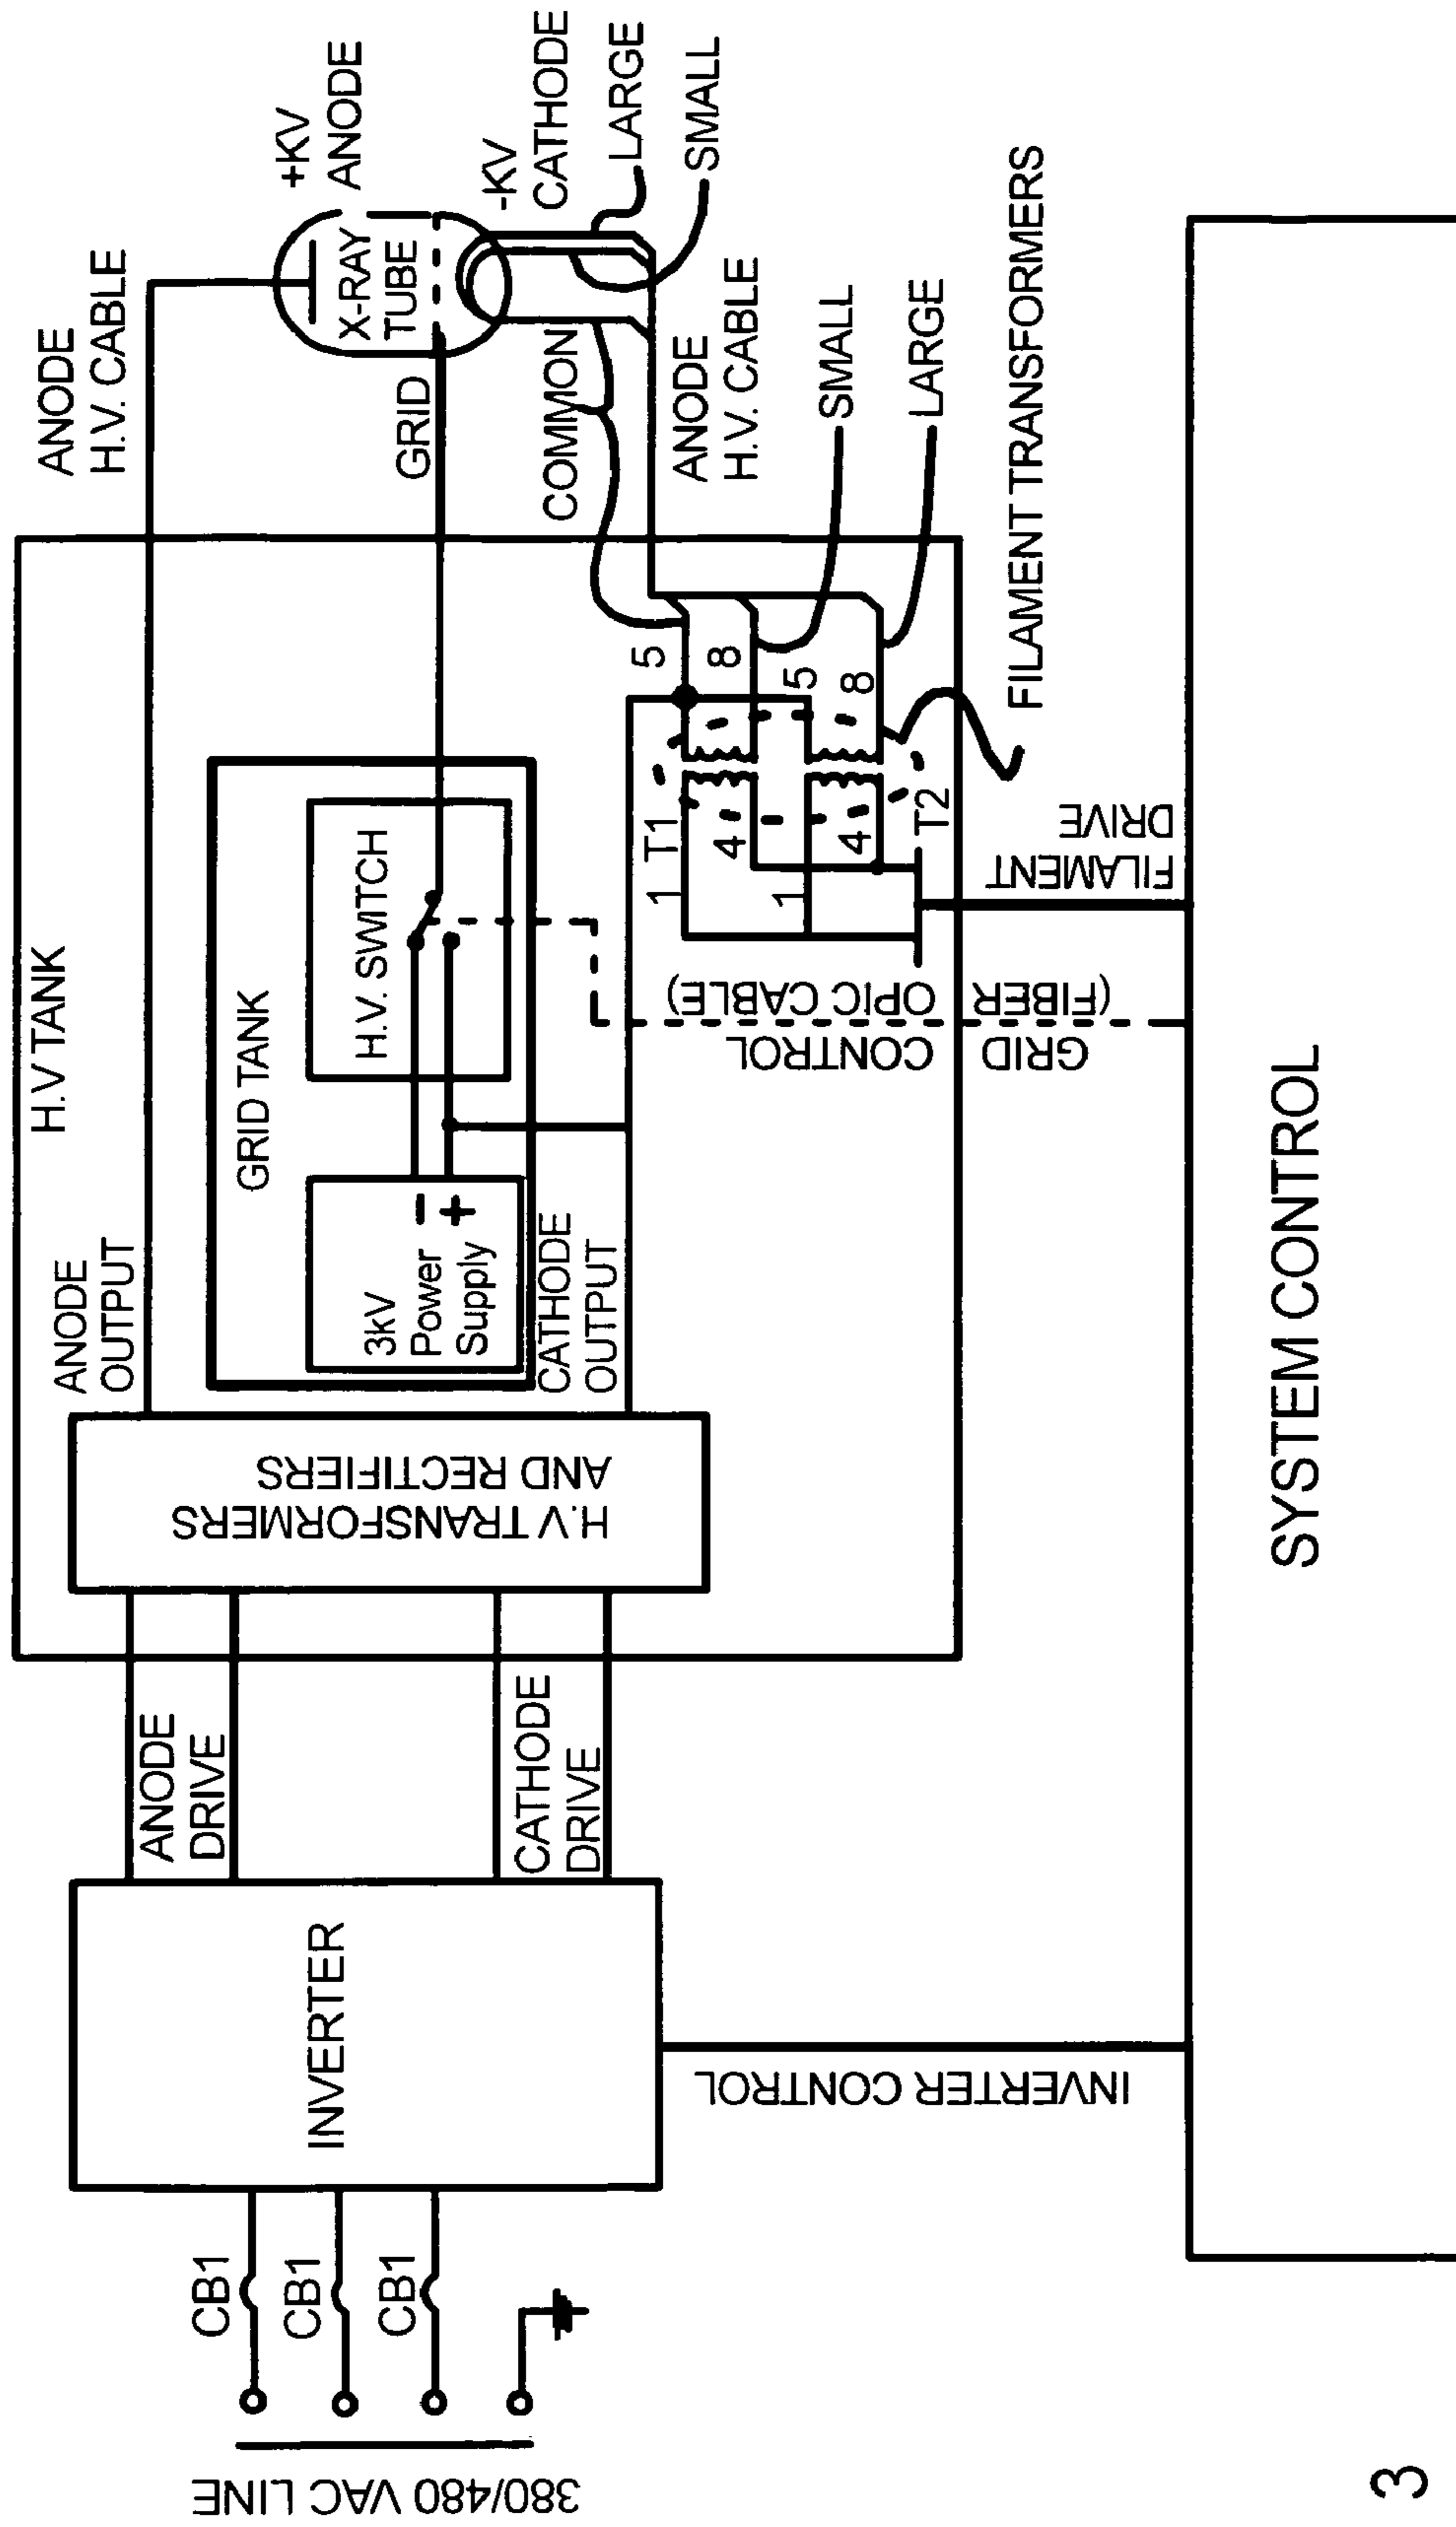 380/480 VAC LINE
CB1
CB1
CB1
INVERTER
INVERTER CONTROL
ANODE
DRIVE
CATHODE
DRIVE
H.V TANK
H.V TRANSFORMERS
AND RECTIFIERS
ANODE
OUTPUT
CATHODE
OUTPUT
GRID TANK
3kV
Power
Supply
−
+
H.V. SWITCH
GRID CONTROL
(FIBER OPIC CABLE)
FILAMENT
DRIVE
1
T1
4
1
4
T2
5
8
5
8
ANODE
H.V. CABLE
GRID
COMMON
ANODE
H.V. CABLE
SMALL
LARGE
FILAMENT TRANSFORMERS
X-RAY
TUBE
+KV
ANODE
-KV
CATHODE
LARGE
SMALL
SYSTEM CONTROL
3